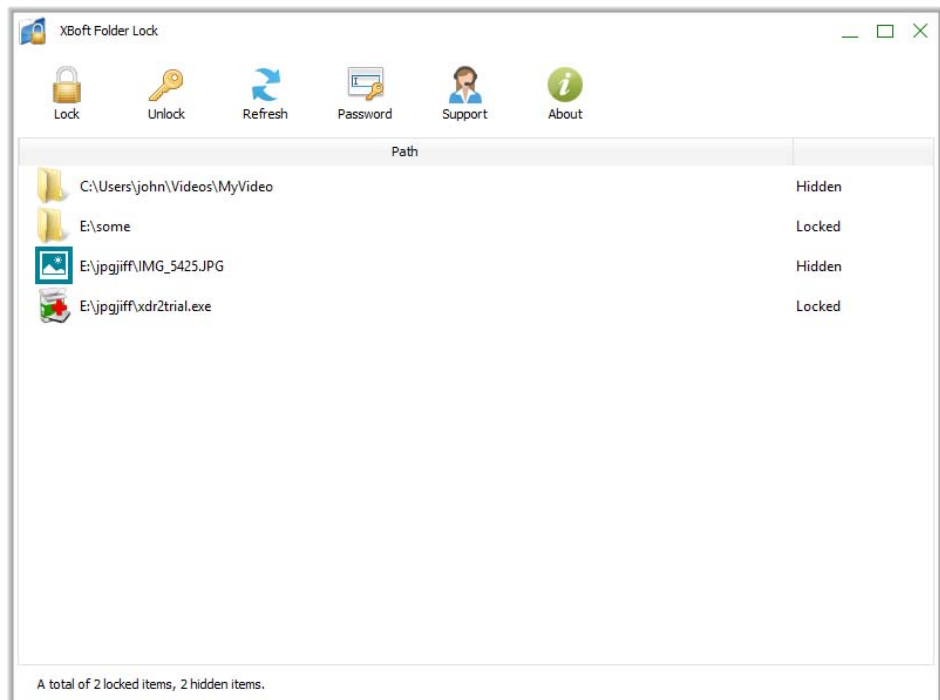 XBoft Folder Lock
Lock Unlock Refresh Password Support About
Path
C:\Users\john\Videos\MyVideo Hidden
E:\some Locked
E:\jpgjiff\IMG_5425.JPG Hidden
E:\jpgjiff\xdr2trial.exe Locked
A total of 2 locked items, 2 hidden items.